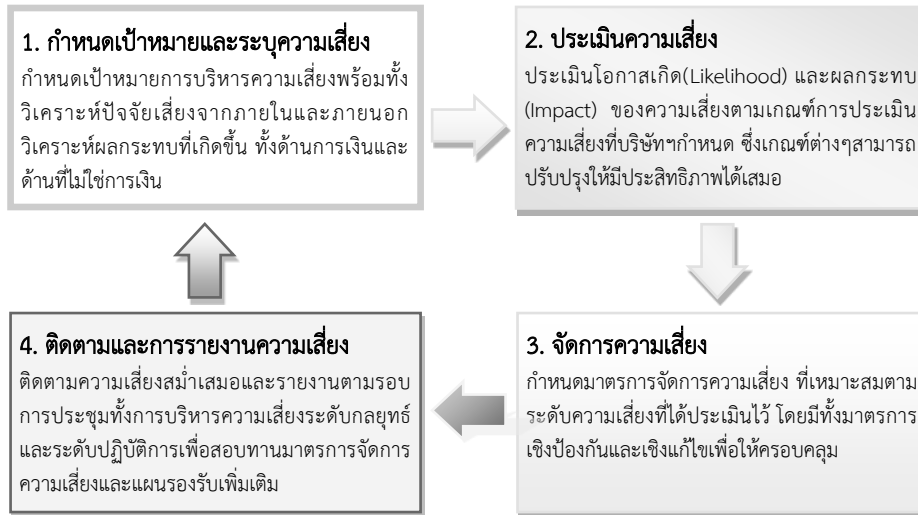 1. กำหนดเป้าหมายและระบุความเสี่ยง
กำหนดเป้าหมายการบริหารความเสี่ยงพร้อมทั้ง
วิเคราะห์ปัจจัยเสี่ยงจากภายในและภายนอก
วิเคราะห์ผลกระทบที่เกิดขึ้น ทั้งด้านการเงินและ
ด้านที่ไม่ใช่การเงิน
2. ประเมินความเสี่ยง
ประเมินโอกาสเกิด(Likelihood) และผลกระทบ
(Impact) ของความเสี่ยงตามเกณฑ์การประเมิน
ความเสี่ยงที่บริษัทฯกำหนด ซึ่งเกณฑ์ต่างๆสามารถ
ปรับปรุงให้มีประสิทธิภาพได้เสมอ
3. จัดการความเสี่ยง
กำหนดมาตรการจัดการความเสี่ยง ที่เหมาะสมตาม
ระดับความเสี่ยงที่ได้ประเมินไว้ โดยมีทั้งมาตรการ
เชิงป้องกันและเชิงแก้ไขเพื่อให้ครอบคลุม
4. ติดตามและการรายงานความเสี่ยง
ติดตามความเสี่ยงสม่ำเสมอและรายงานตามรอบ
การประชุมทั้งการบริหารความเสี่ยงระดับกลยุทธ์
และระดับปฏิบัติการเพื่อสอบทานมาตรการจัดการ
ความเสี่ยงและแผนรองรับเพิ่มเติม